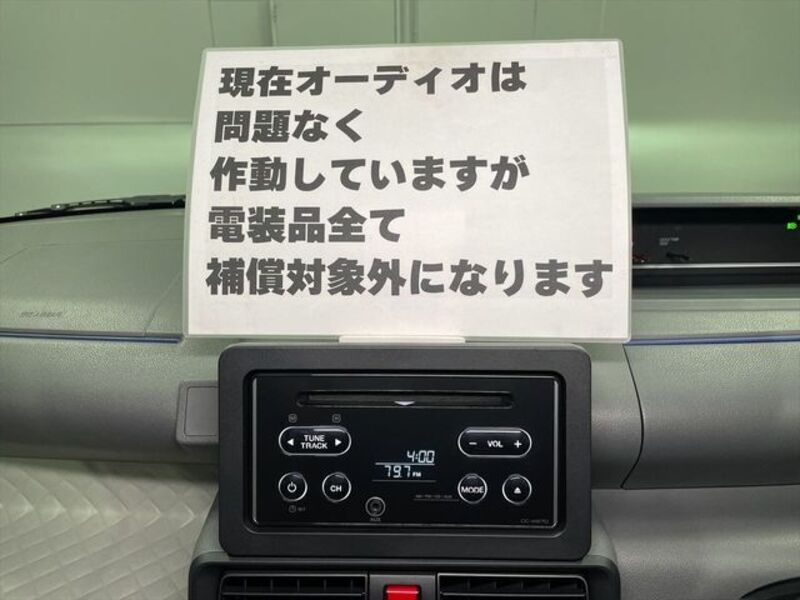 現在オーディオは
問題なく
作動していますが
電装品全て
補償対象外になります
TUNE
TRACK
− VOL +
4:00
79.7 FM
CH
MODE
AUX